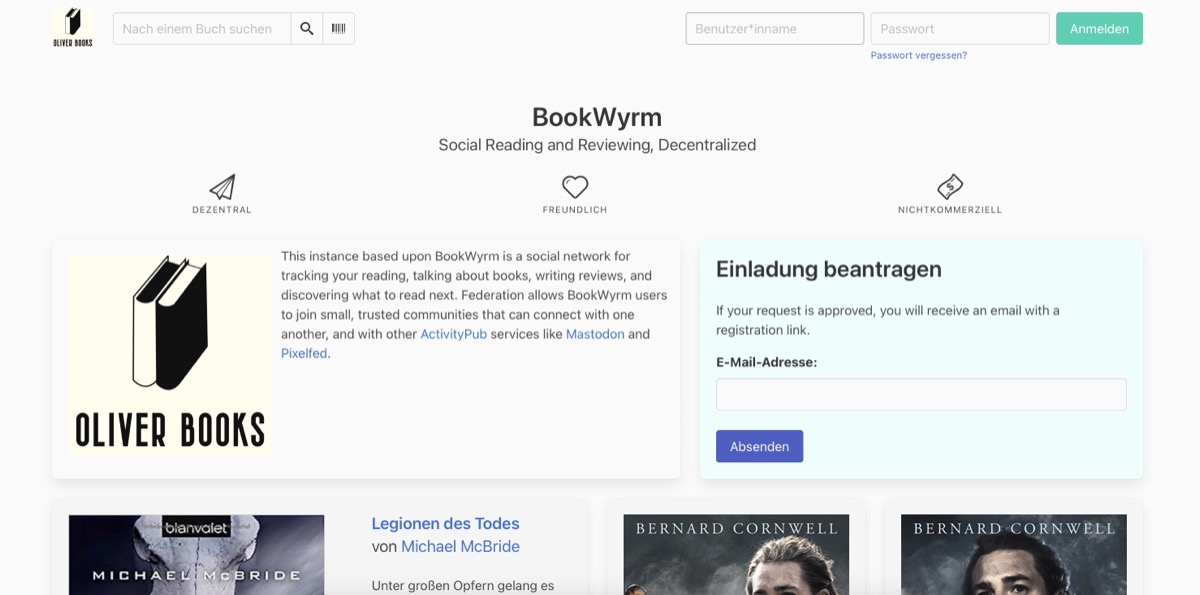 OLIVER BOOKS
Nach einem Buch suchen
Benutzer*inname
Passwort
Anmelden
Passwort vergessen?
BookWyrm
Social Reading and Reviewing, Decentralized
DEZENTRAL
FREUNDLICH
NICHTKOMMERZIELL
This instance based upon BookWyrm is a social network for
tracking your reading, talking about books, writing reviews, and
discovering what to read next. Federation allows BookWyrm users
to join small, trusted communities that can connect with one
another, and with other ActivityPub services like Mastodon and
Pixelfed.
OLIVER BOOKS
Einladung beantragen
If your request is approved, you will receive an email with a
registration link.
E-Mail-Adresse:
Absenden
blanvalet
MICHAEL McBRIDE
Legionen des Todes
von Michael McBride
Unter großen Opfern gelang es
BERNARD CORNWELL
BERNARD CORNWELL